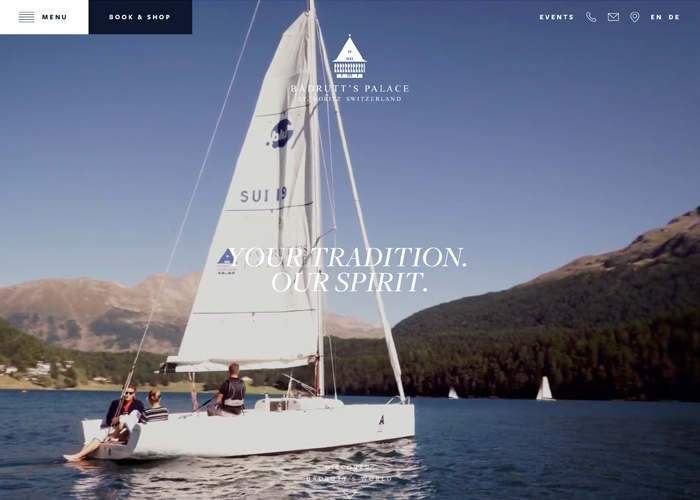 MENU
BOOK & SHOP
EVENTS
EN DE
BADRUTT'S PALACE
ST. MORITZ SWITZERLAND
SUI 19
YOUR TRADITION.
OUR SPIRIT.
DISCOVER
BADRUTT'S WORLD